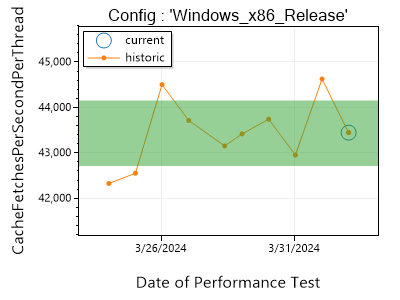 Config : 'Windows_x86_Release'
current
historic
CacheFetchesPerSecondPerThread
45,000
44,000
43,000
42,000
3/26/2024
3/31/2024
Date of Performance Test